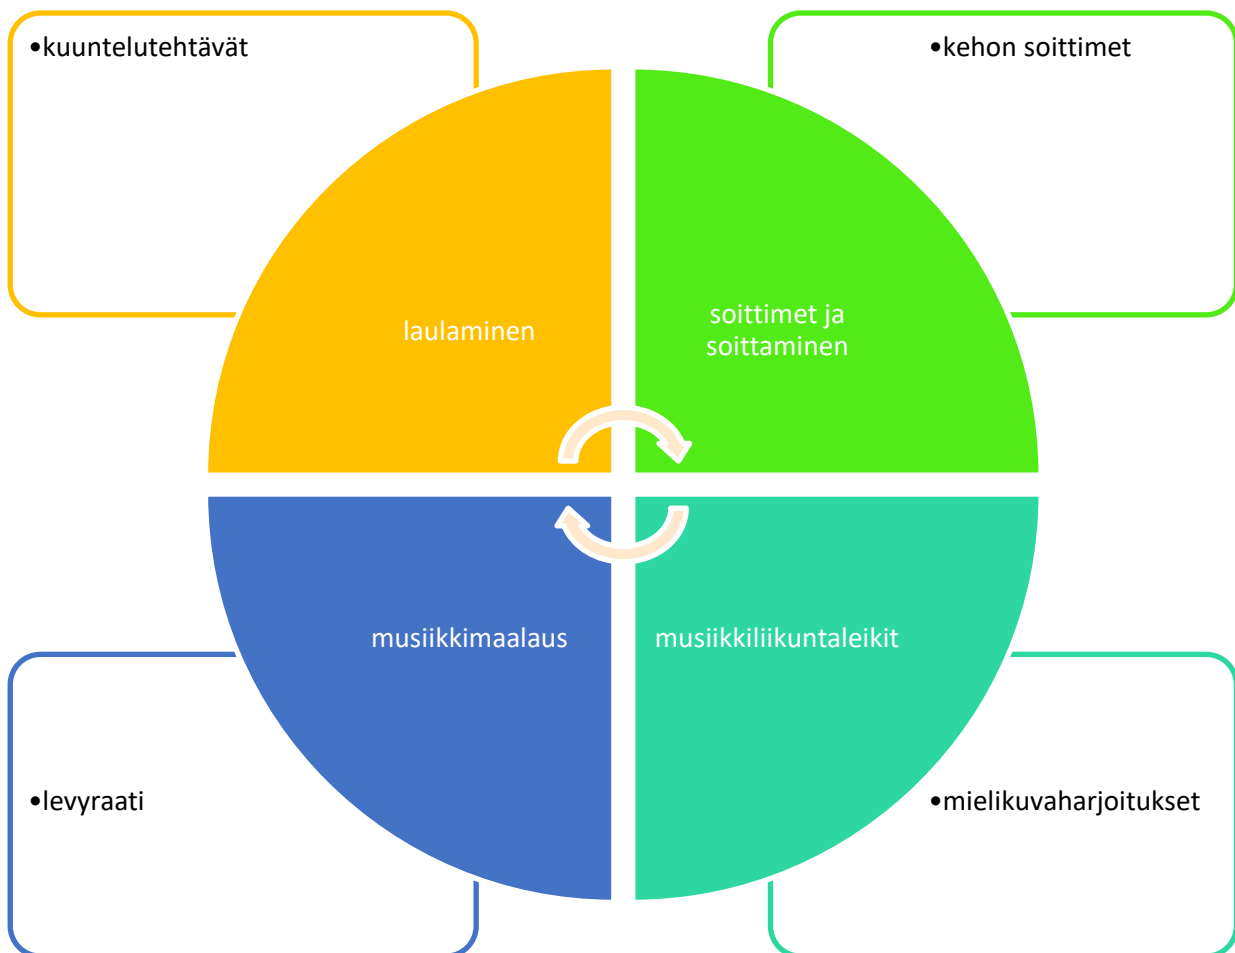 •kuuntelutehtävät
•kehon soittimet
laulaminen
soittimet ja
soittaminen
musiikkimaalaus
musiikkiliikuntaleikit
•levyraati
•mielikuvaharjoitukset